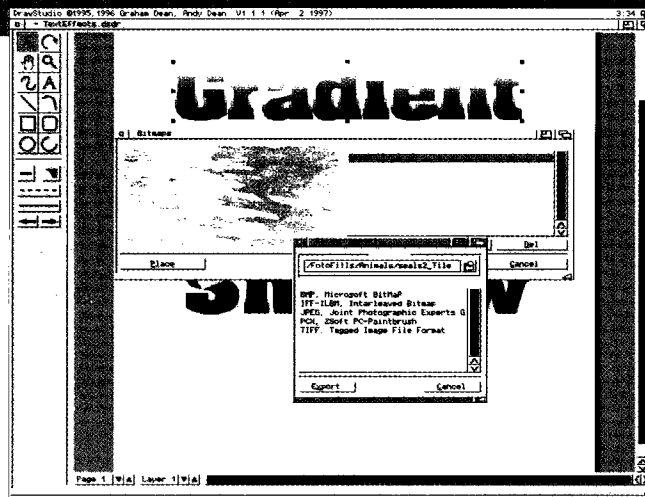 DrawStudio ©1995,1996 Graham Dean, Andy Dean V1 1 1 (Apr 2 1997) 3:34
TextEffects.dsdr
Gradient
Bitmaps
Del
Place
Cancel
/FotoFills/Animals/seals2_Tile
BMP, Microsoft BitMaP
IFF-ILBM, Interleaved Bitmap
JPEG, Joint Photographic Experts G
PCX, ZSoft PC-Paintbrush
TIFF, Tagged Image File Format
Export
Cancel
Page 1
Layer 1